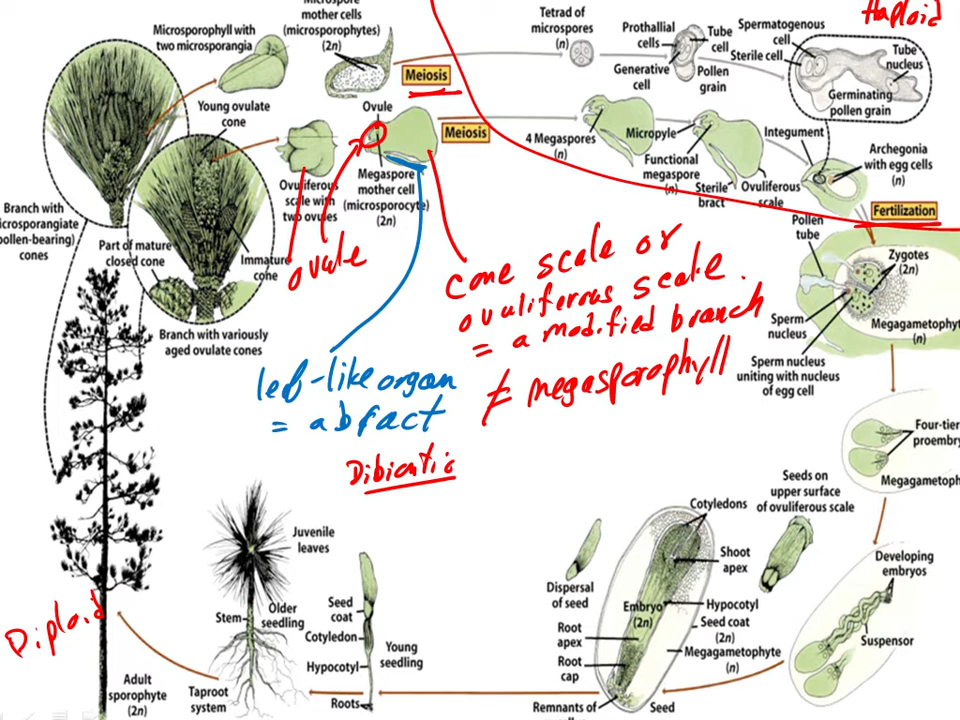 mother cells
(microsporophytes)
(2n)
Microsporophyll with
two microsporangia
Meiosis
Tetrad of
microspores
(n)
Prothallial
cells
Tube
cell
Generative
cell
Pollen
grain
Spermatogenous
cell
Sterile cell
Tube
nucleus
Germinating
pollen grain
Haploid
Young ovulate
cone
Ovule
Meiosis
4 Megaspores
(n)
Micropyle
Functional
megaspore
(n)
Sterile
bract
Ovuliferous
scale
Integument
Archegonia
with egg cells
(n)
Ovuliferous
scale with
two ovules
Megaspore
mother cell
(microsporocyte)
(2n)
Fertilization
Branch with
icrosporangiate
pollen-bearing)
cones
Part of mature
closed cone
Immature
cone
Branch with variously
aged ovulate cones
ovule
cone scale or
ovuliferous scale.
= a modified branch
≠ megasporophyll
leaf-like organ
= a bract
Pollen
tube
Zygotes
(2n)
Sperm
nucleus
Megagametophyt
(n)
Sperm nucleus
uniting with nucleus
of egg cell
Four-tier
proembry
Megagametoph
Developing
embryos
Suspensor
Seeds on
upper surface
of ovuliferous scale
Cotyledons
Shoot
apex
Dispersal
of seed
Embryo
(2n)
Hypocotyl
Seed coat
(2n)
Megagametophyte
(n)
Root
apex
Root
cap
Remnants of
Seed
Juvenile
leaves
Stem
Older
seedling
Seed
coat
Cotyledon
Young
seedling
Hypocotyl
Roots
Taproot
system
Diploid
Adult
sporophyte
(2n)